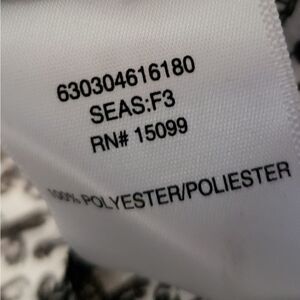 630304616180
SEAS:F3
RN# 15099
100% POLYESTER/POLIESTER